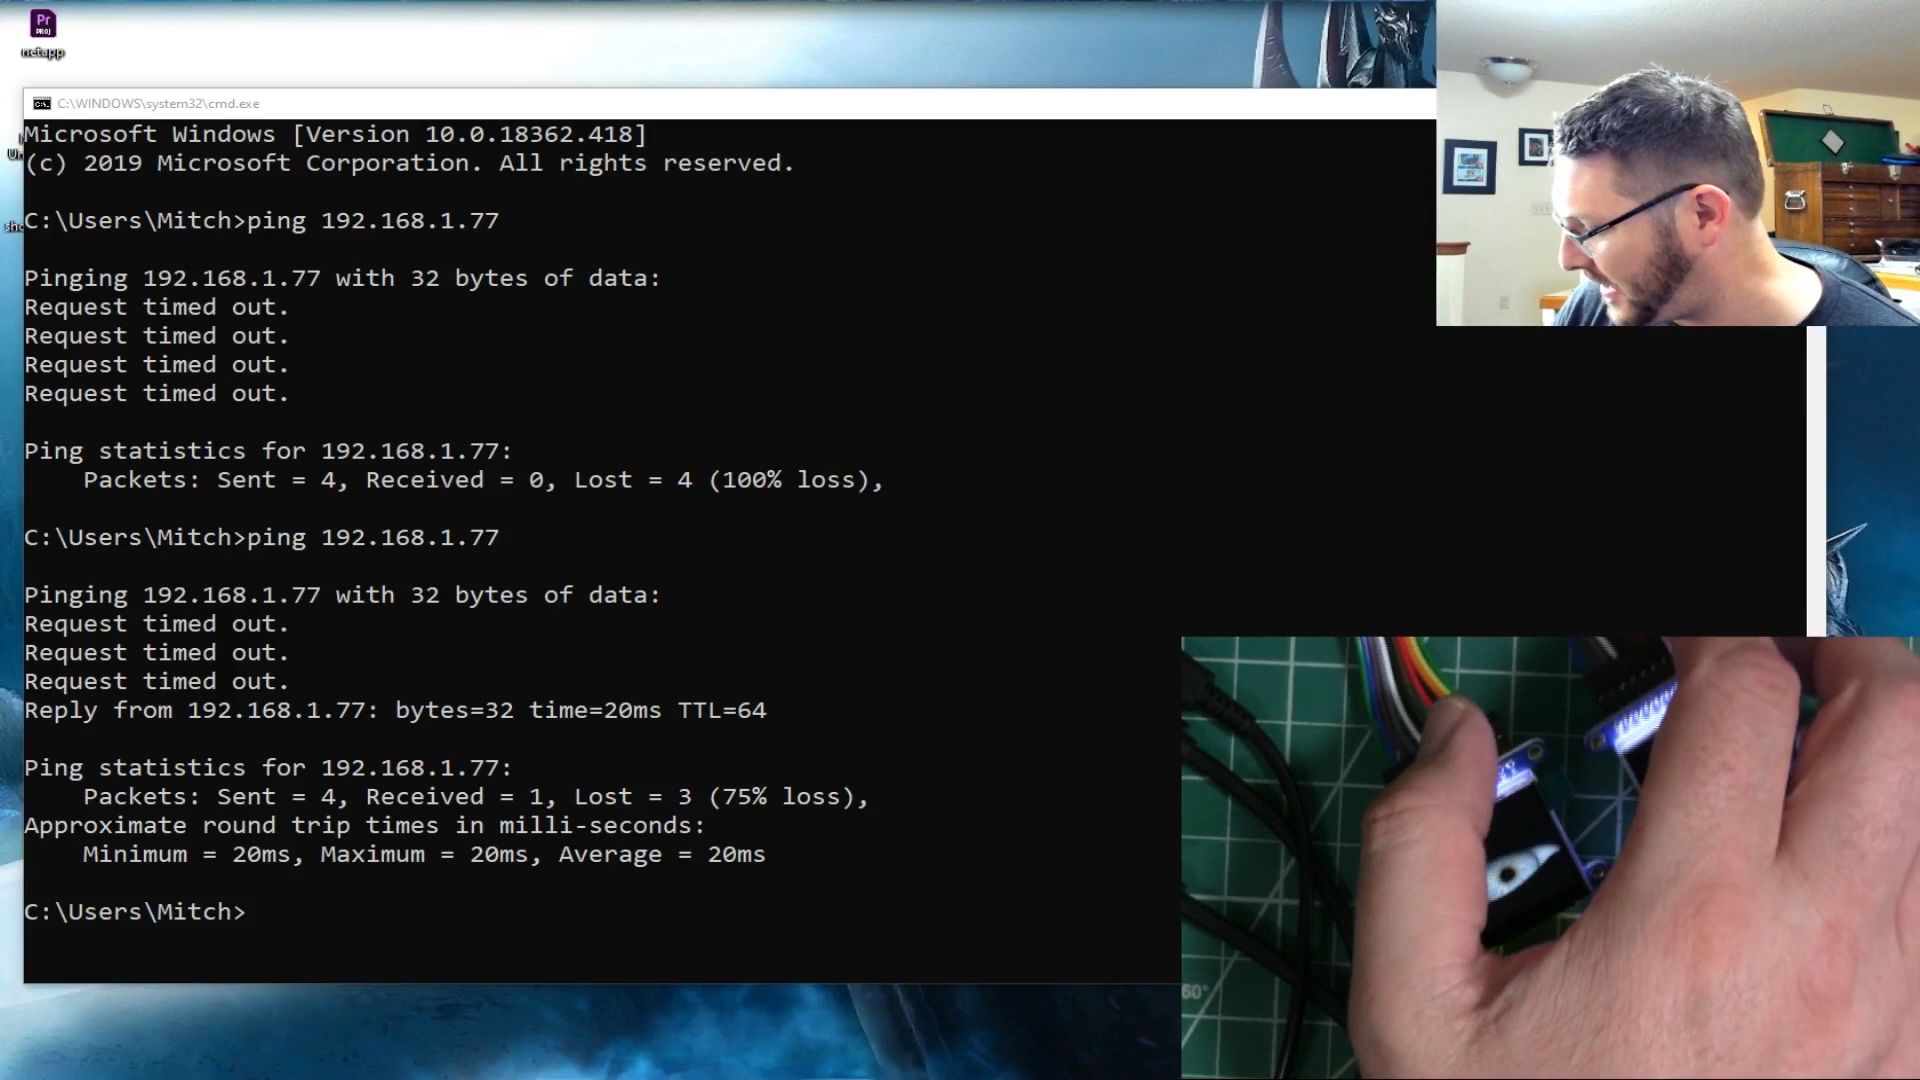 Pr
PROJ
netapp
C:\WINDOWS\system32\cmd.exe
Microsoft Windows [Version 10.0.18362.418]
(c) 2019 Microsoft Corporation. All rights reserved.
C:\Users\Mitch>ping 192.168.1.77
Pinging 192.168.1.77 with 32 bytes of data:
Request timed out.
Request timed out.
Request timed out.
Request timed out.
Ping statistics for 192.168.1.77:
Packets: Sent = 4, Received = 0, Lost = 4 (100% loss),
C:\Users\Mitch>ping 192.168.1.77
Pinging 192.168.1.77 with 32 bytes of data:
Request timed out.
Request timed out.
Request timed out.
Reply from 192.168.1.77: bytes=32 time=20ms TTL=64
Ping statistics for 192.168.1.77:
Packets: Sent = 4, Received = 1, Lost = 3 (75% loss),
Approximate round trip times in milli-seconds:
Minimum = 20ms, Maximum = 20ms, Average = 20ms
C:\Users\Mitch>
60°